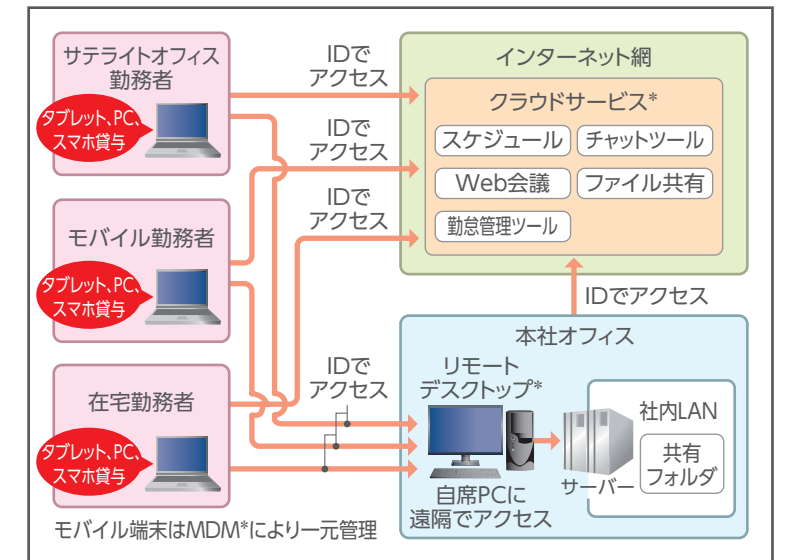 サテライトオフィス
勤務者
タブレット、PC、
スマホ貸与
IDで
アクセス
モバイル勤務者
タブレット、PC、
スマホ貸与
IDで
アクセス
在宅勤務者
タブレット、PC、
スマホ貸与
IDで
アクセス
IDで
アクセス
モバイル端末はMDM*により一元管理
インターネット網
クラウドサービス*
スケジュール
チャットツール
Web会議
ファイル共有
勤怠管理ツール
IDでアクセス
本社オフィス
リモート
デスクトップ*
自席PCに
遠隔でアクセス
サーバー
社内LAN
共有
フォルダ